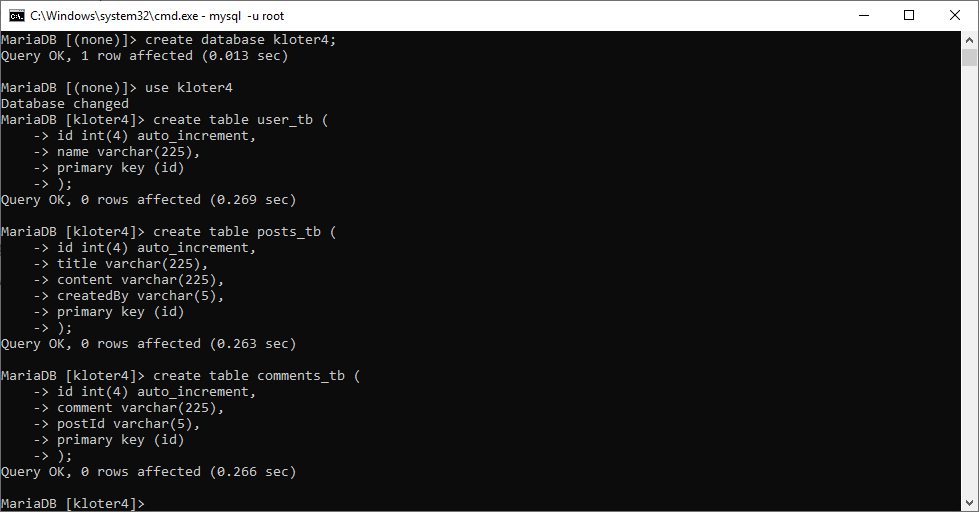 C:\Windows\system32\cmd.exe - mysql  -u root
MariaDB [(none)]> create database kloter4;
Query OK, 1 row affected (0.013 sec)

MariaDB [(none)]> use kloter4
Database changed
MariaDB [kloter4]> create table user_tb (
    -> id int(4) auto_increment,
    -> name varchar(225),
    -> primary key (id)
    -> );
Query OK, 0 rows affected (0.269 sec)

MariaDB [kloter4]> create table posts_tb (
    -> id int(4) auto_increment,
    -> title varchar(225),
    -> content varchar(225),
    -> createdBy varchar(5),
    -> primary key (id)
    -> );
Query OK, 0 rows affected (0.263 sec)

MariaDB [kloter4]> create table comments_tb (
    -> id int(4) auto_increment,
    -> comment varchar(225),
    -> postId varchar(5),
    -> primary key (id)
    -> );
Query OK, 0 rows affected (0.266 sec)

MariaDB [kloter4]>